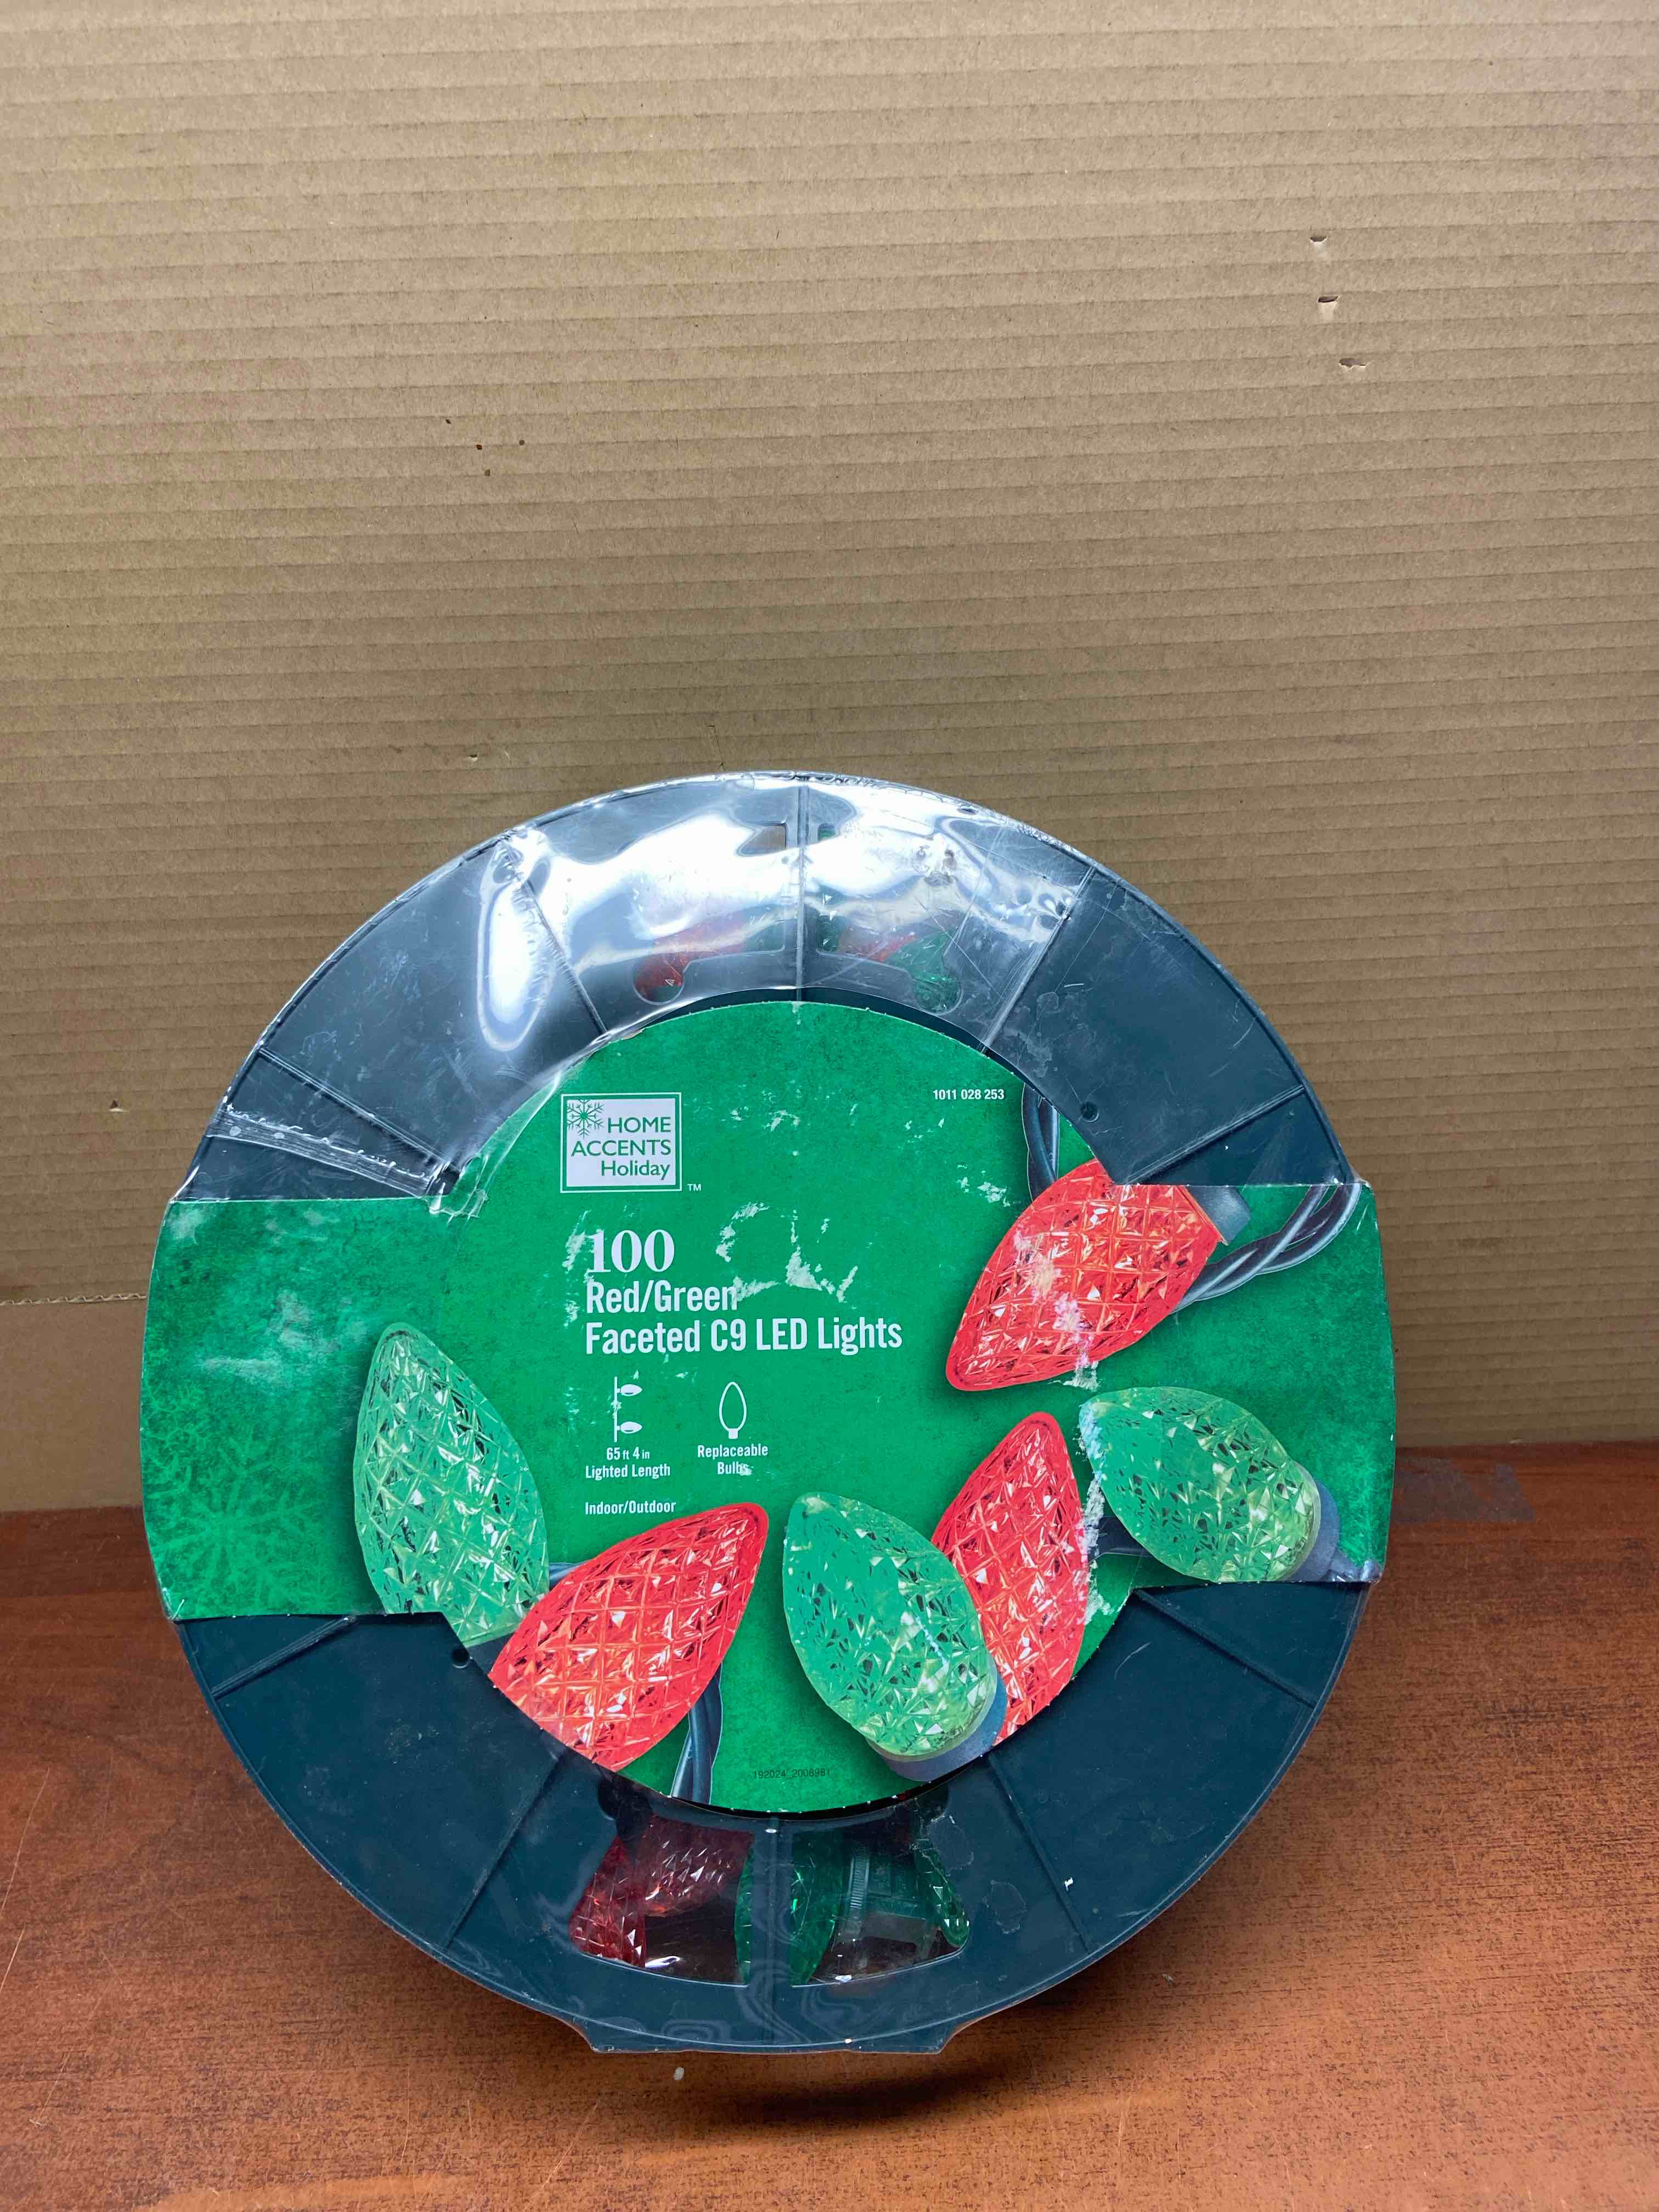 HOME
ACCENTS
Holiday
™
1011 028 253
100
Red/Green
Faceted C9 LED Lights
65 ft 4 in
Lighted Length
Replaceable
Bulbs
Indoor/Outdoor
192024_2008981